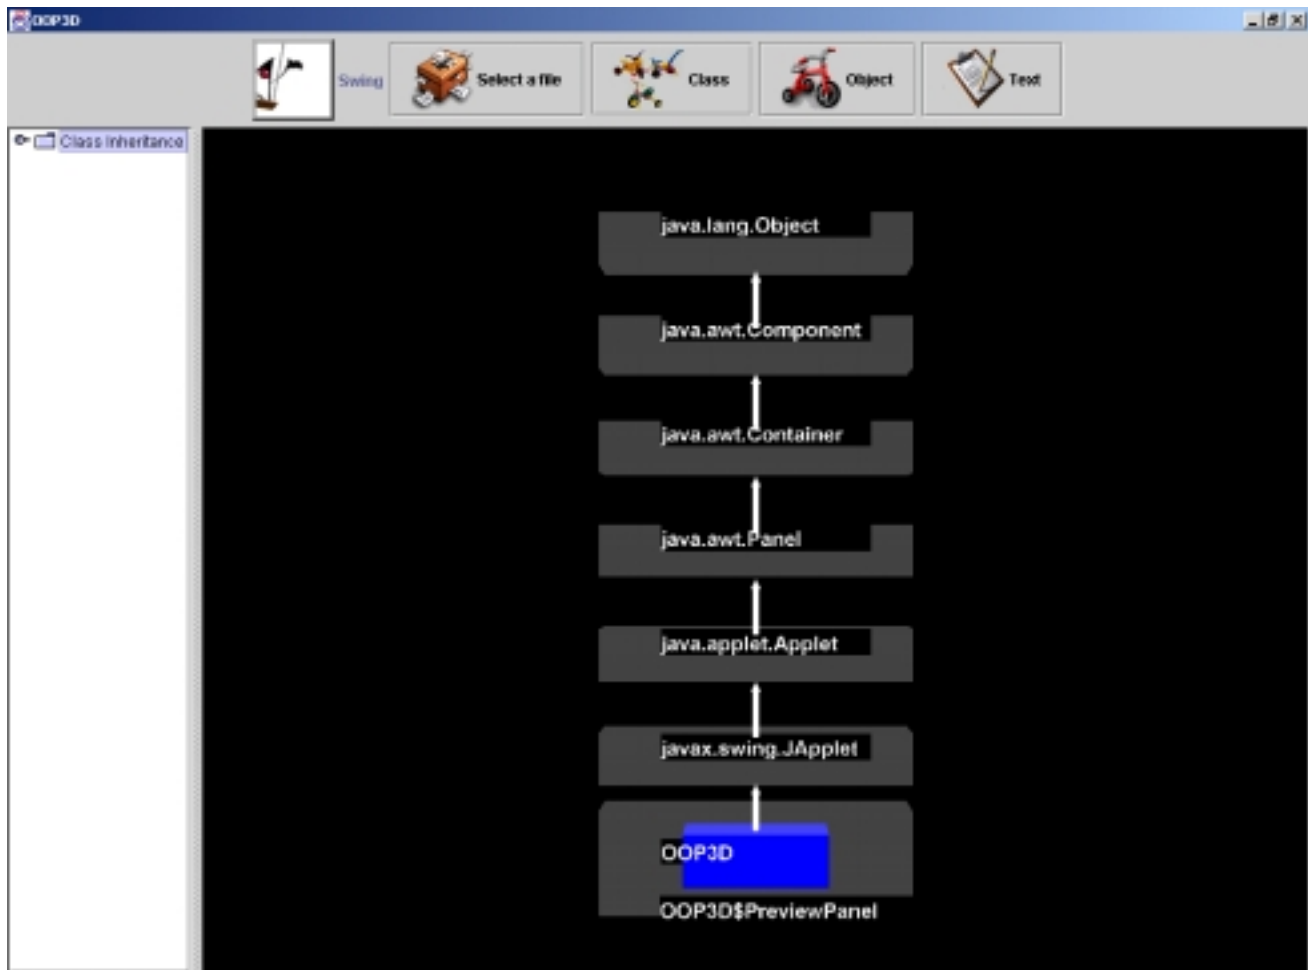 OOP3D
Swing
Select a file
Class
Object
Text
Class Inheritance
java.lang.Object
java.awt.Component
java.awt.Container
java.awt.Panel
java.applet.Applet
javax.swing.JApplet
OOP3D
OOP3D$PreviewPanel